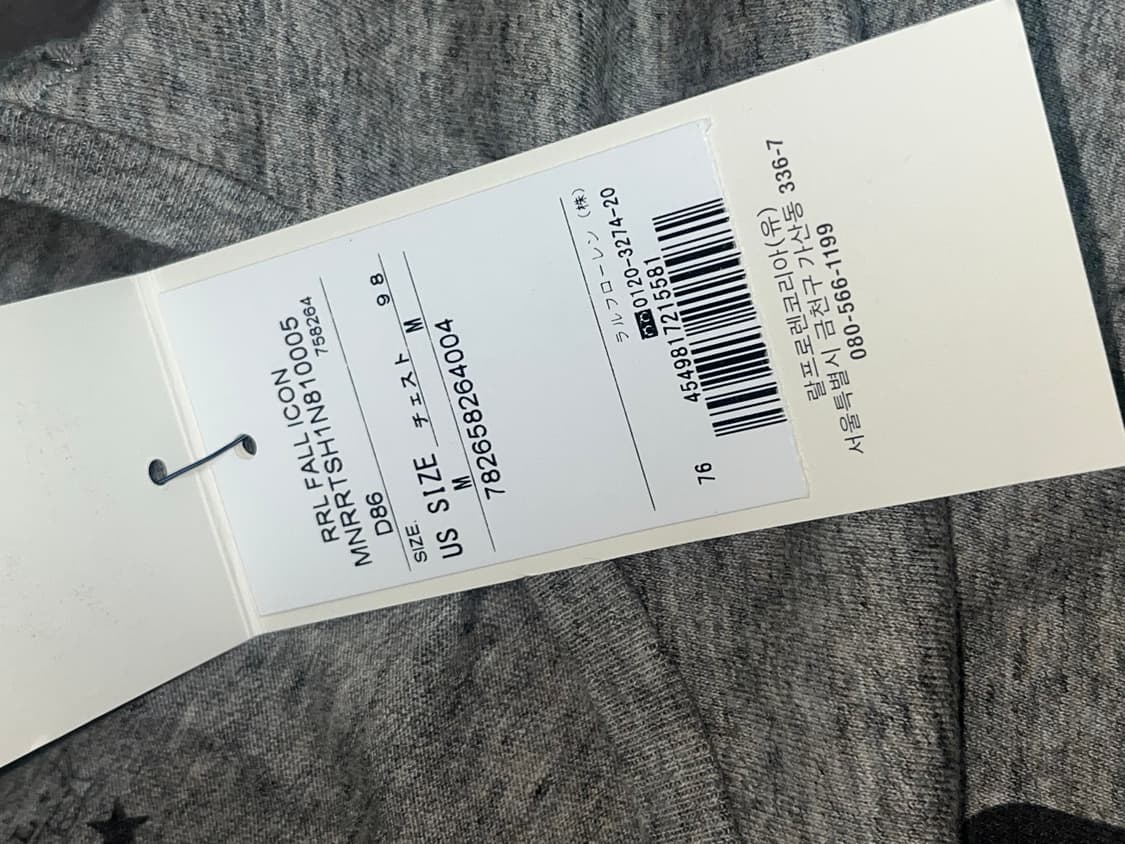 RRL FALL ICON
MNRRTSH1N810005
758264
D86
SIZE. チェスト 98
US SIZE M
M
782658264004
ラルフローレン (株)
0120-3274-20
4549817215581
76
랄프로렌코리아(유)
서울특별시 금천구 가산동 336-7
080-566-1199